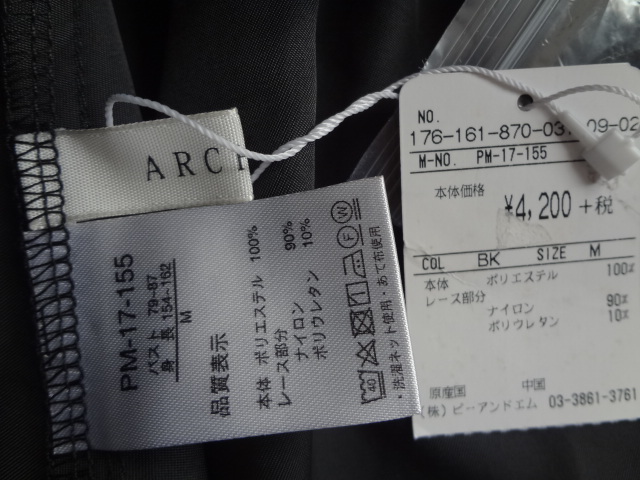 ARC
PM-17-155
バスト 79-87
身 長 154-162
M
品質表示
本体 ポリエステル 100%
レース部分
ナイロン 90%
ポリウレタン 10%
40
F
W
・洗濯ネット使用・あて布使用
NO.
176-161-870-03 09-02
M-NO. PM-17-155
本体価格
¥4,200 +税
COL BK SIZE M
本体 ポリエステル 100%
レース部分
ナイロン 90%
ポリウレタン 10%
原産国 中国
(株)ビーアンドエム 03-3861-3761